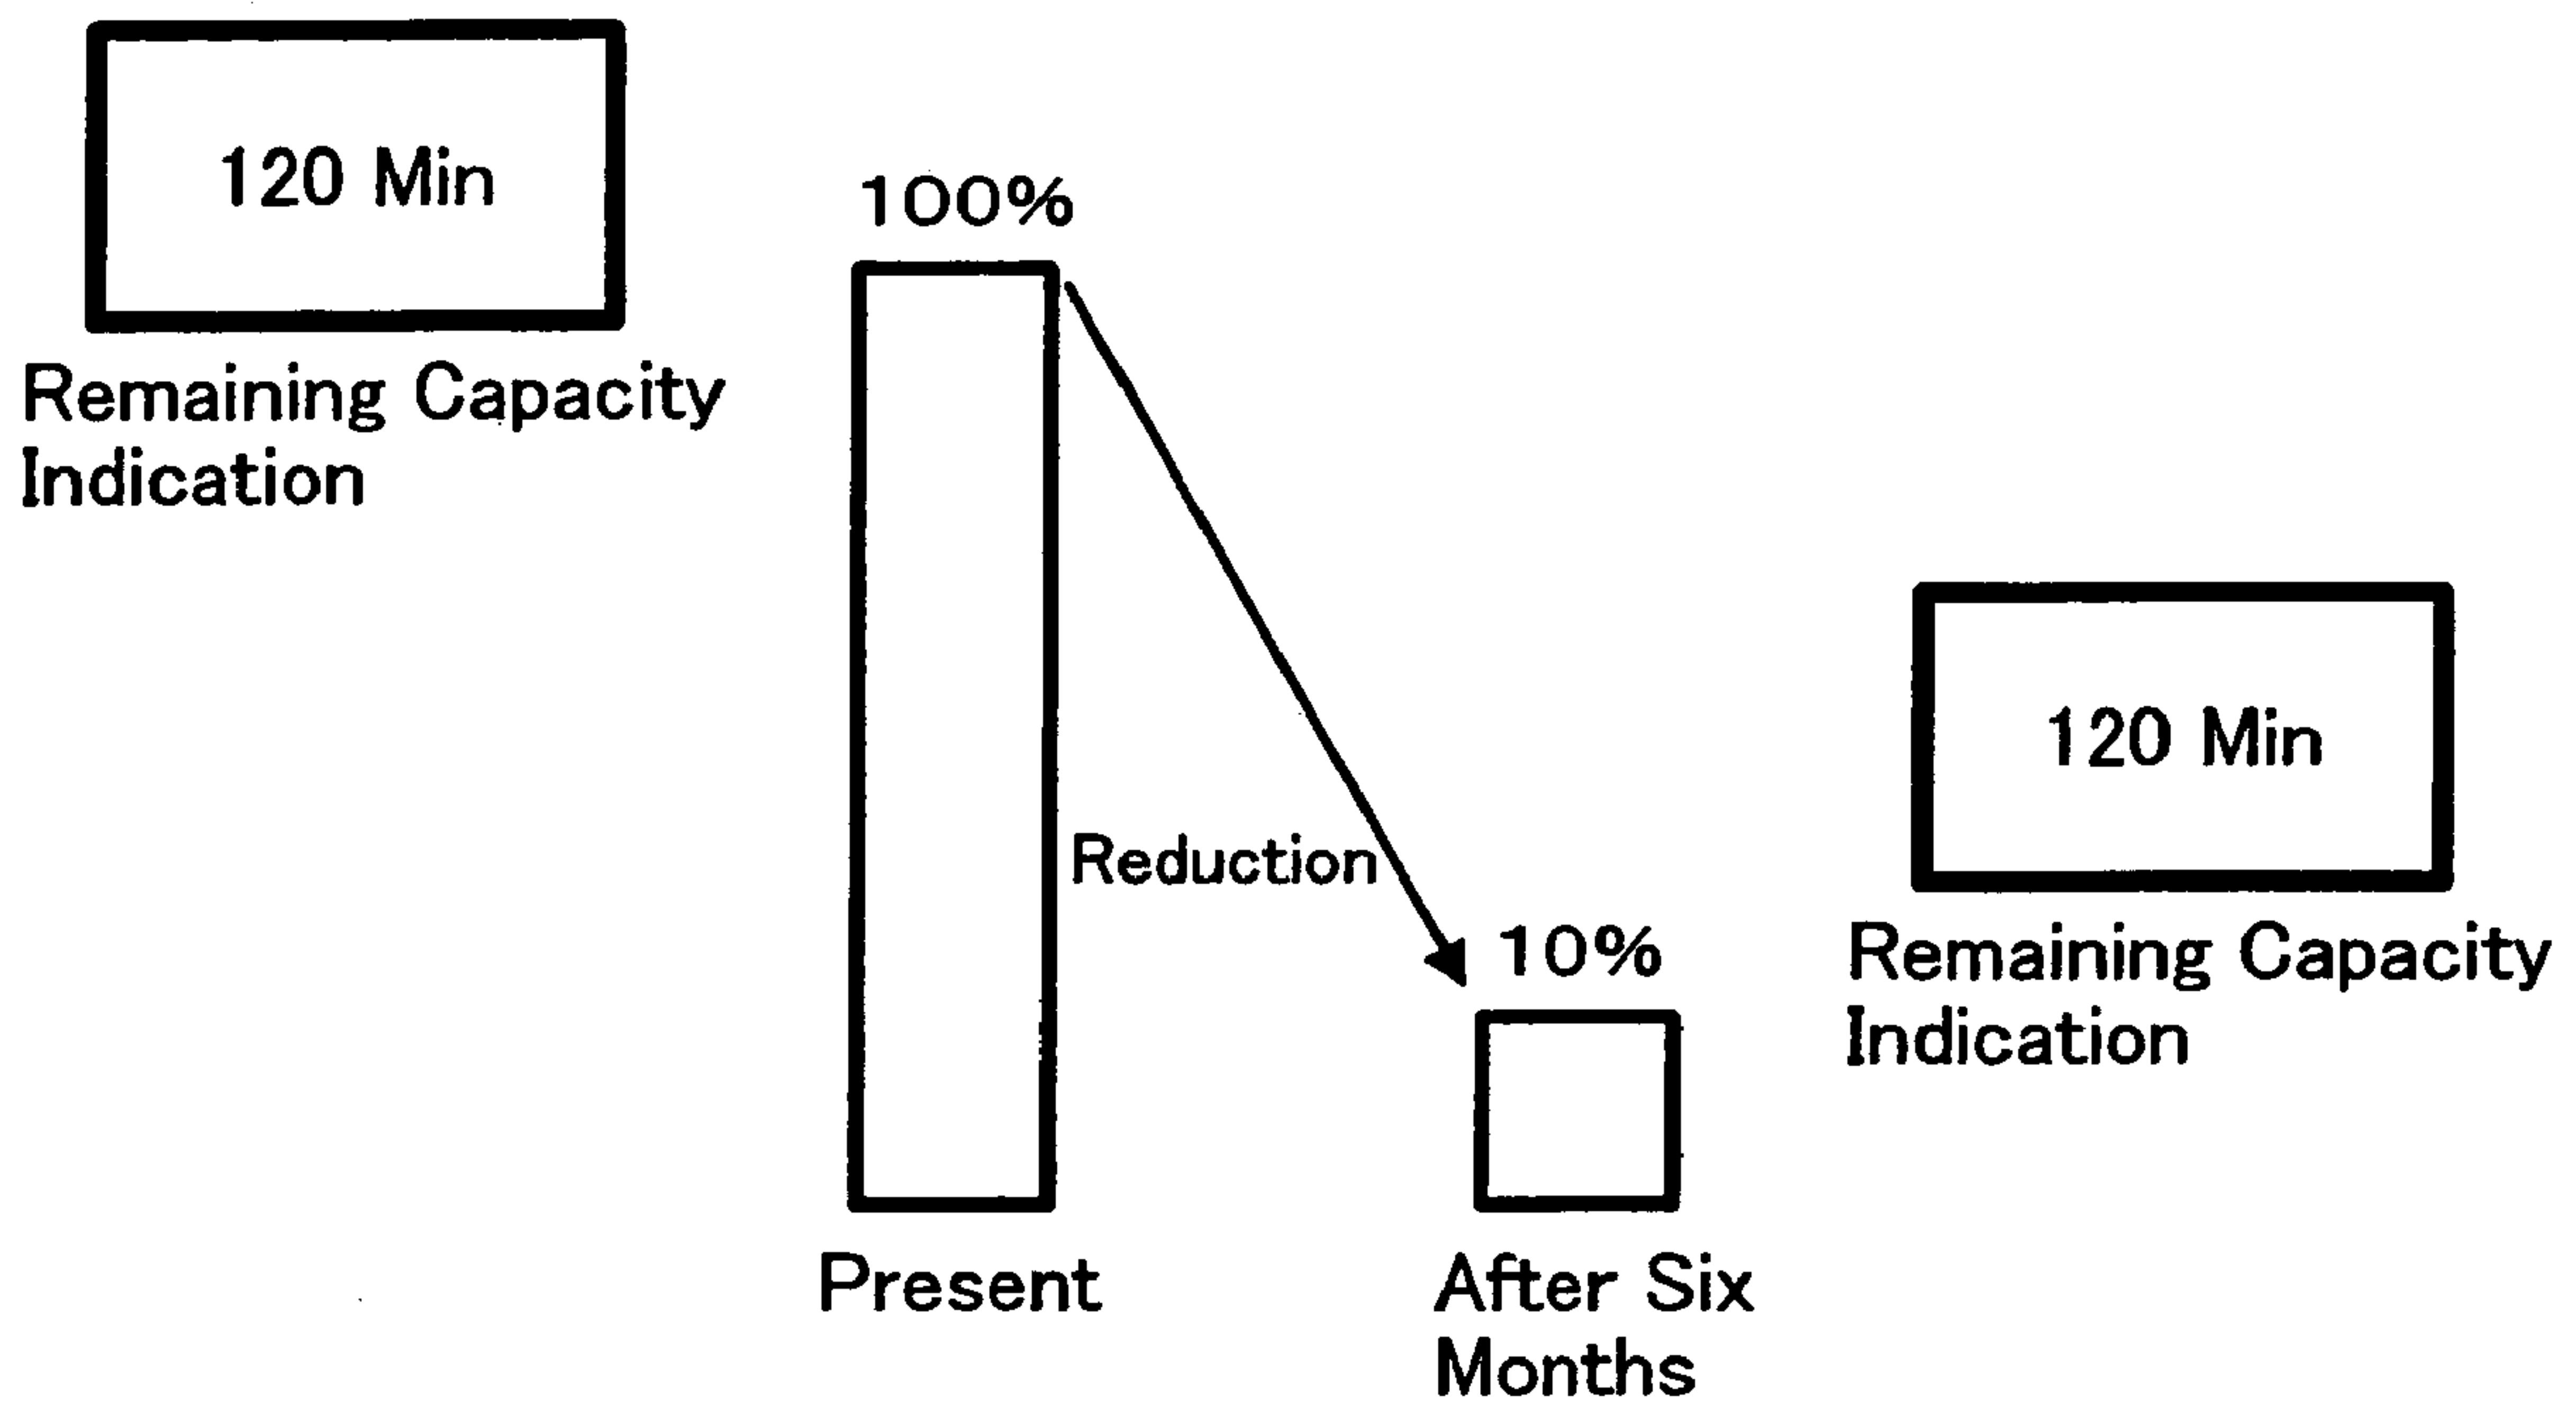 120 Min
Remaining Capacity
Indication
100%
Reduction
10%
120 Min
Remaining Capacity
Indication
Present
After Six
Months